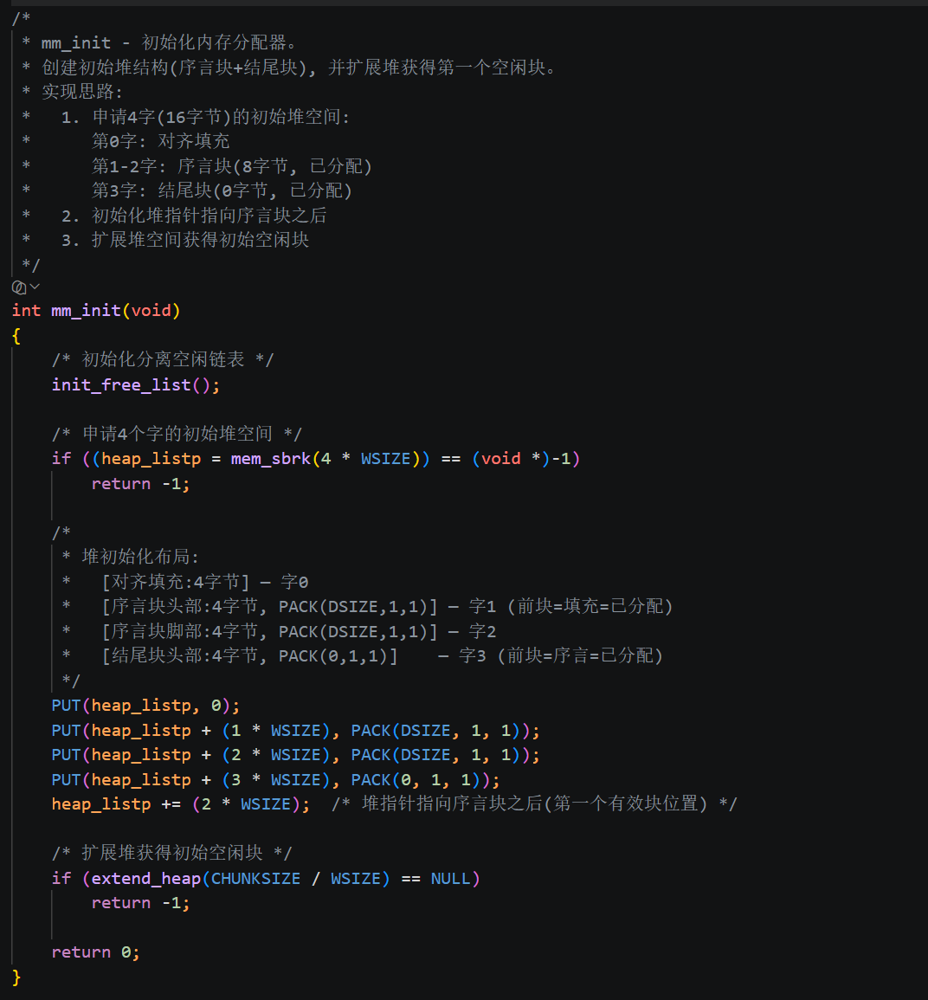 /*
 * mm_init - 初始化内存分配器。
 * 创建初始堆结构(序言块+结尾块), 并扩展堆获得第一个空闲块。
 * 实现思路:
 *   1. 申请4字(16字节)的初始堆空间:
 *      第0字: 对齐填充
 *      第1-2字: 序言块(8字节, 已分配)
 *      第3字: 结尾块(0字节, 已分配)
 *   2. 初始化堆指针指向序言块之后
 *   3. 扩展堆空间获得初始空闲块
 */
int mm_init(void)
{
    /* 初始化分离空闲链表 */
    init_free_list();

    /* 申请4个字的初始堆空间 */
    if ((heap_listp = mem_sbrk(4 * WSIZE)) == (void *)-1)
        return -1;

    /*
     * 堆初始化布局:
     *   [对齐填充:4字节] — 字0
     *   [序言块头部:4字节, PACK(DSIZE,1,1)] — 字1 (前块=填充=已分配)
     *   [序言块脚部:4字节, PACK(DSIZE,1,1)] — 字2
     *   [结尾块头部:4字节, PACK(0,1,1)]    — 字3 (前块=序言=已分配)
     */
    PUT(heap_listp, 0);
    PUT(heap_listp + (1 * WSIZE), PACK(DSIZE, 1, 1));
    PUT(heap_listp + (2 * WSIZE), PACK(DSIZE, 1, 1));
    PUT(heap_listp + (3 * WSIZE), PACK(0, 1, 1));
    heap_listp += (2 * WSIZE);  /* 堆指针指向序言块之后(第一个有效块位置) */

    /* 扩展堆获得初始空闲块 */
    if (extend_heap(CHUNKSIZE / WSIZE) == NULL)
        return -1;

    return 0;
}